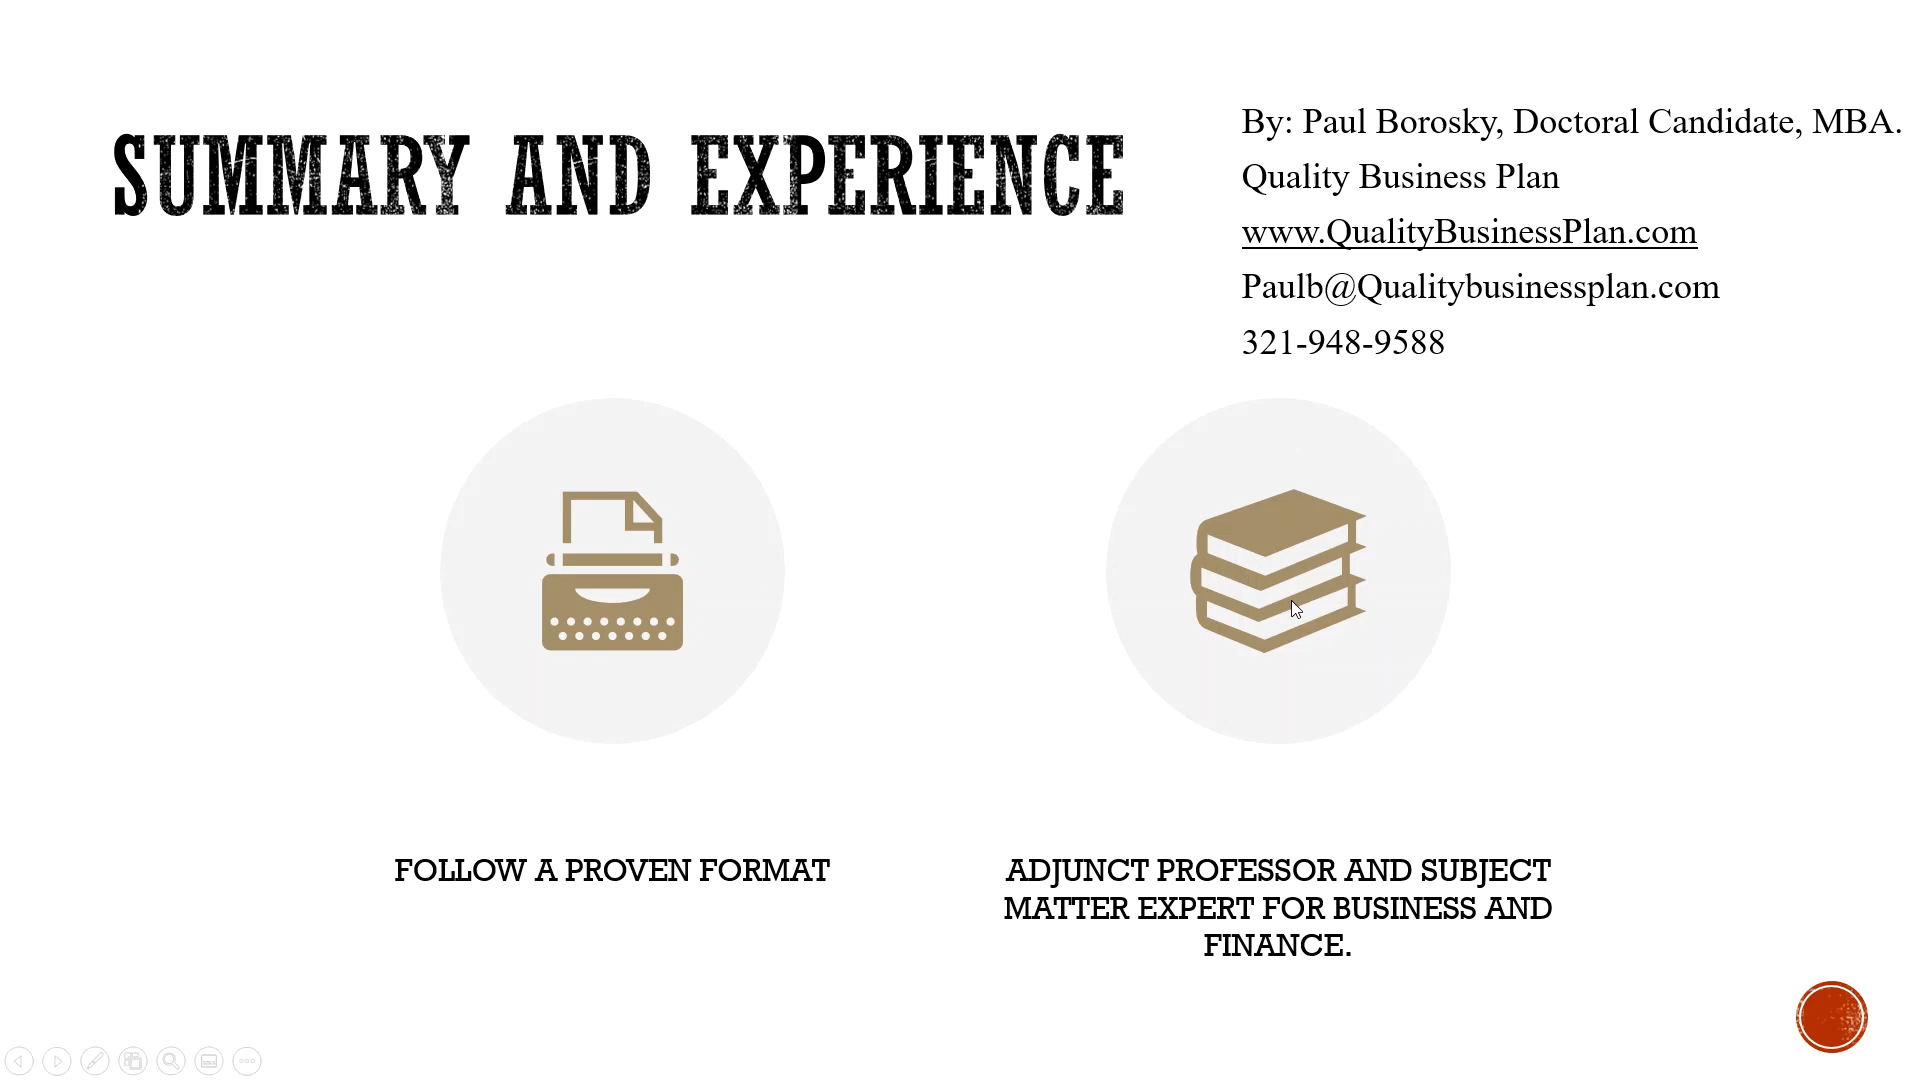 SUMMARY AND EXPERIENCE
By: Paul Borosky, Doctoral Candidate, MBA.
Quality Business Plan
www.QualityBusinessPlan.com
Paulb@Qualitybusinessplan.com
321-948-9588
FOLLOW A PROVEN FORMAT
ADJUNCT PROFESSOR AND SUBJECT
MATTER EXPERT FOR BUSINESS AND
FINANCE.